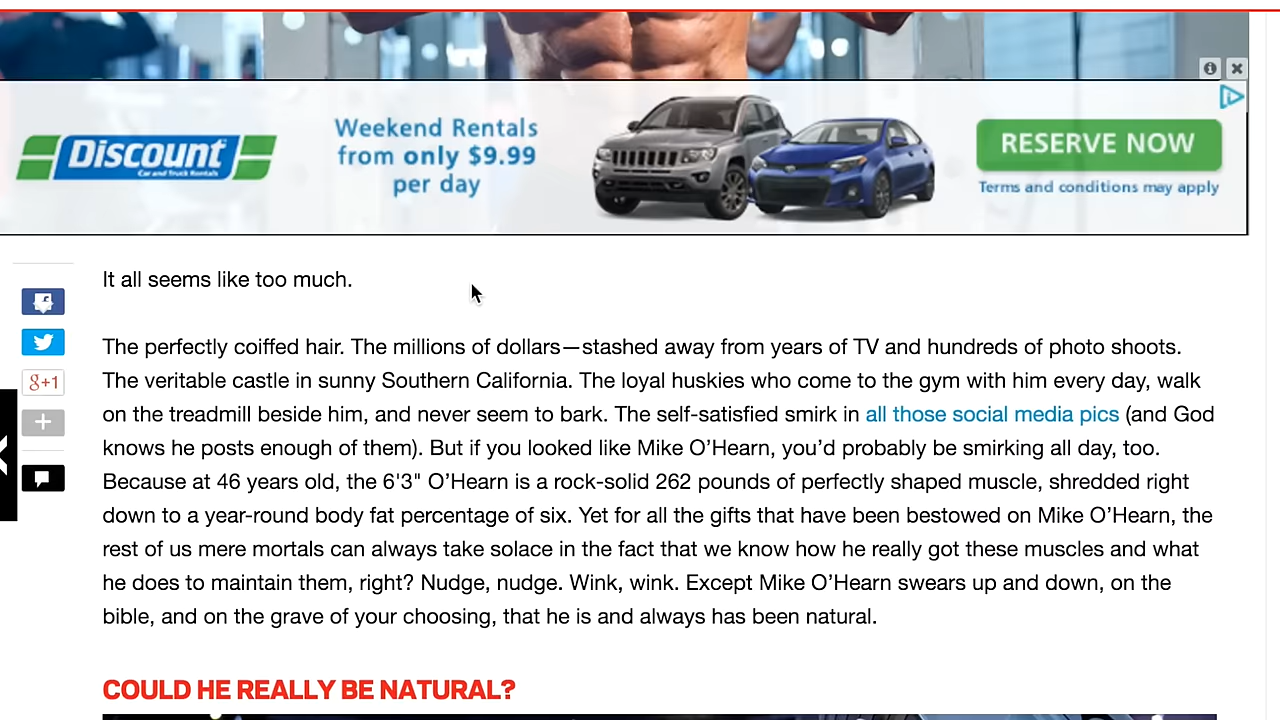 Discount
Car and Truck Rentals
Weekend Rentals
from only $9.99
per day
RESERVE NOW
Terms and conditions may apply
It all seems like too much.
The perfectly coiffed hair. The millions of dollars—stashed away from years of TV and hundreds of photo shoots.
The veritable castle in sunny Southern California. The loyal huskies who come to the gym with him every day, walk
on the treadmill beside him, and never seem to bark. The self-satisfied smirk in all those social media pics (and God
knows he posts enough of them). But if you looked like Mike O’Hearn, you’d probably be smirking all day, too.
Because at 46 years old, the 6'3" O’Hearn is a rock-solid 262 pounds of perfectly shaped muscle, shredded right
down to a year-round body fat percentage of six. Yet for all the gifts that have been bestowed on Mike O’Hearn, the
rest of us mere mortals can always take solace in the fact that we know how he really got these muscles and what
he does to maintain them, right? Nudge, nudge. Wink, wink. Except Mike O’Hearn swears up and down, on the
bible, and on the grave of your choosing, that he is and always has been natural.
g+1
COULD HE REALLY BE NATURAL?